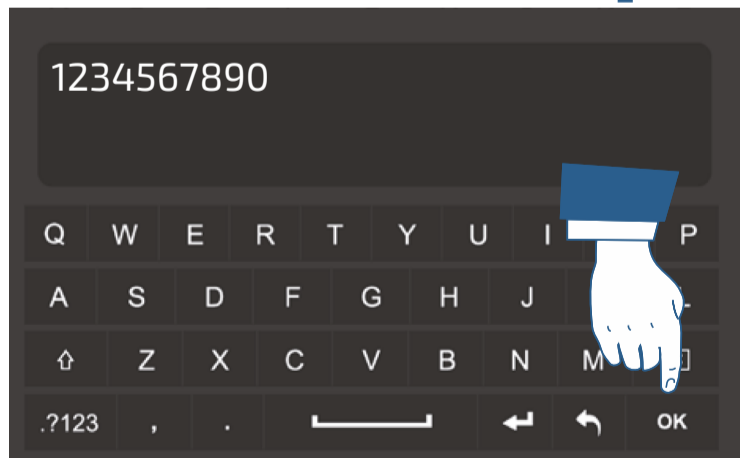 1234567890
Q W E R T Y U I P
A S D F G H J
Z X C V B N M
.?123 , . OK